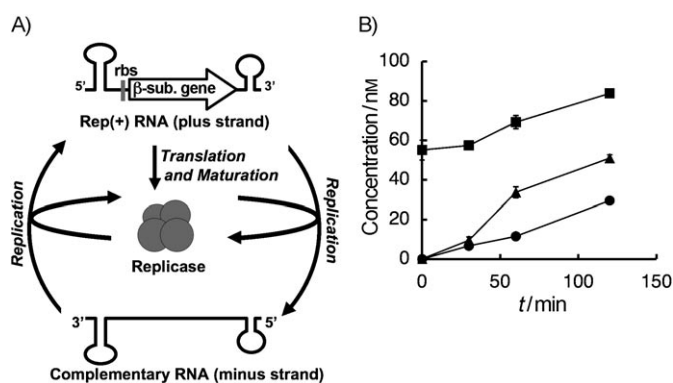 A)
rbs
5’
β-sub. gene
3’
Rep(+) RNA (plus strand)
Translation
and Maturation
Replication
Replication
Replicase
3’
5’
Complementary RNA (minus strand)
B)
Concentration/nM
100
80
60
40
20
0
0
50
100
150
t/min